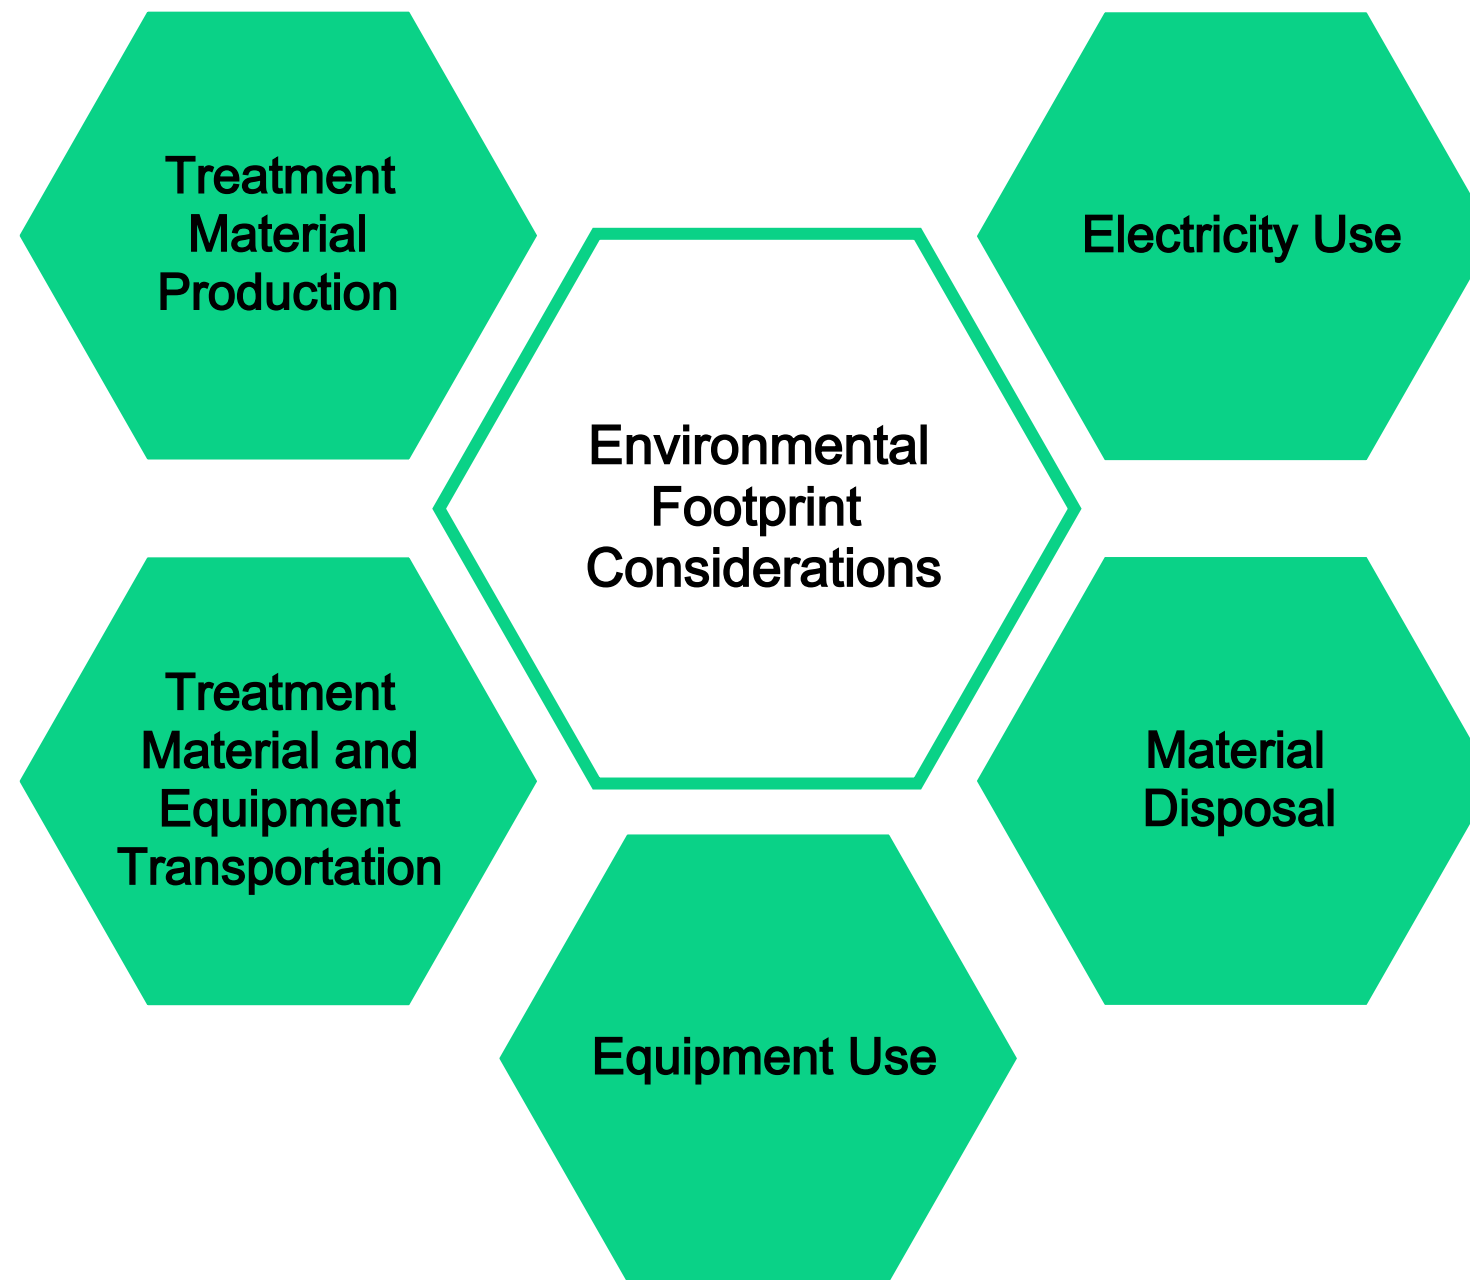 Treatment
Material
Production
Electricity Use
Environmental
Footprint
Considerations
Treatment
Material and
Equipment
Transportation
Material
Disposal
Equipment Use